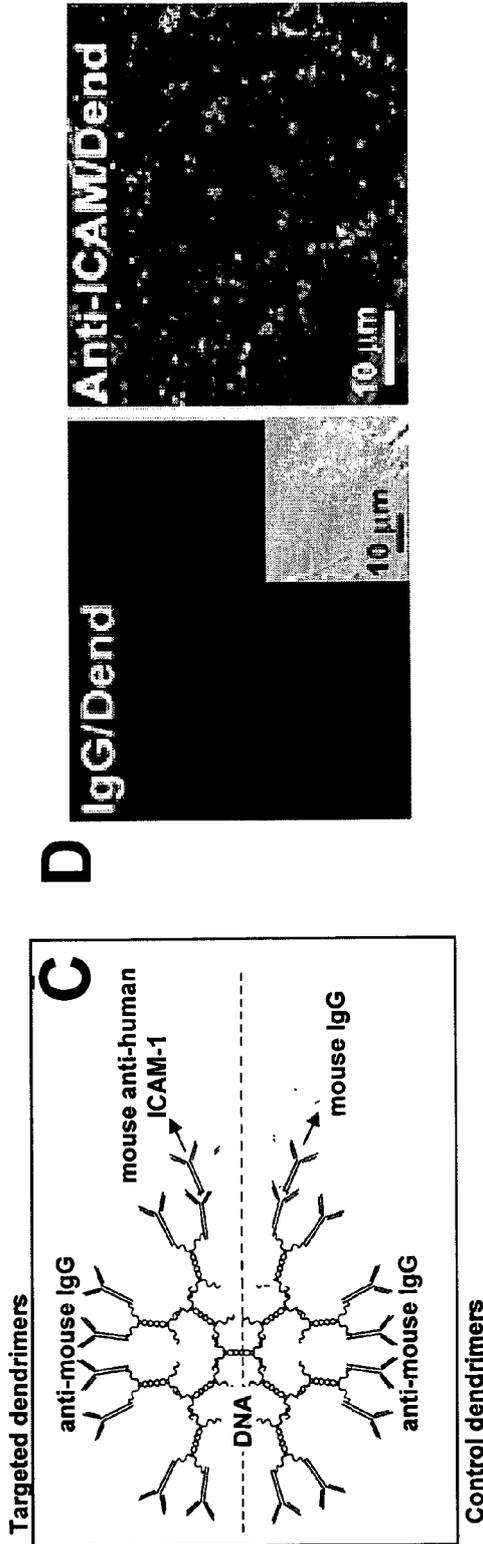 Targeted dendrimers
C
anti-mouse IgG
mouse anti-human
ICAM-1
DNA
mouse IgG
anti-mouse IgG
Control dendrimers
D
IgG/Dend
10 µm
Anti-ICAM/Dend
10 µm